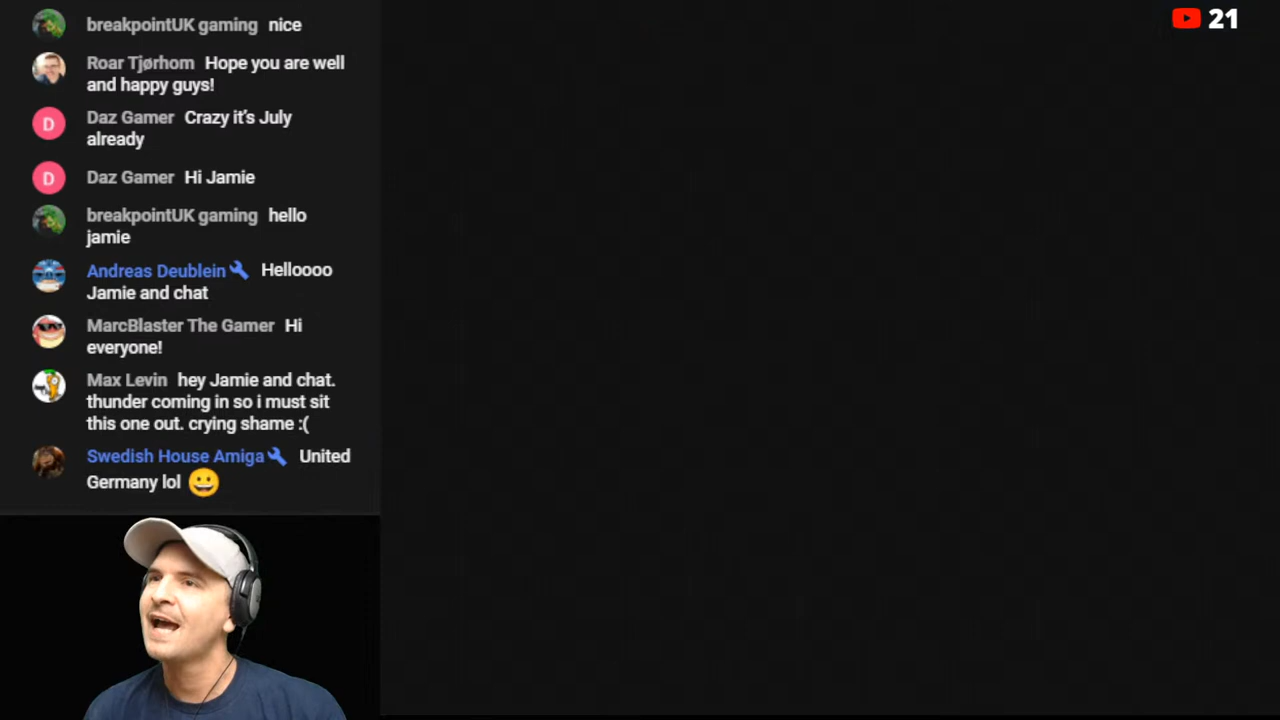 breakpointUK gaming nice
Roar Tjørhom Hope you are well
and happy guys!
Daz Gamer Crazy it's July
already
Daz Gamer Hi Jamie
breakpointUK gaming hello
jamie
Andreas Deublein Helloooo
Jamie and chat
MarcBlaster The Gamer Hi
everyone!
Max Levin hey Jamie and chat.
thunder coming in so i must sit
this one out. crying shame :(
Swedish House Amiga United
Germany lol 😀
D
D
21